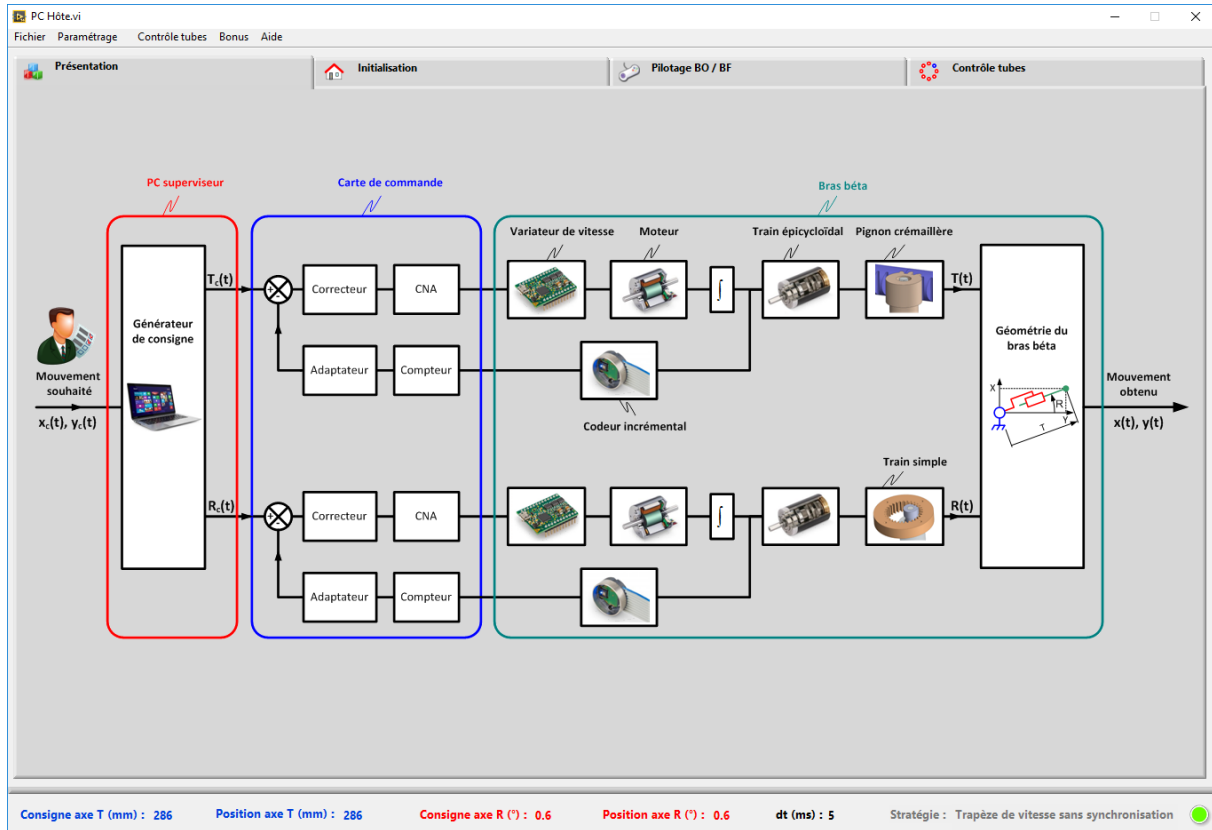 PC Hôte.vi
Fichier Paramétrage Contrôle tubes Bonus Aide
Présentation
Initialisation
Pilotage BO / BF
Contrôle tubes
PC superviseur
Carte de commande
Bras béta
Variateur de vitesse
Moteur
Train épicycloïdal
Pignon crémaillère
Tc(t)
+
-
Correcteur
CNA
∫
T(t)
Générateur
de consigne
Géométrie du
bras béta
Adaptateur
Compteur
Mouvement
souhaité
xc(t), yc(t)
X
R
Y
T
Mouvement
obtenu
x(t), y(t)
Codeur incrémental
Train simple
Rc(t)
+
-
Correcteur
CNA
∫
R(t)
Adaptateur
Compteur
Consigne axe T (mm) : 286 Position axe T (mm) : 286 Consigne axe R (°) : 0.6 Position axe R (°) : 0.6 dt (ms) : 5 Stratégie : Trapèze de vitesse sans synchronisation